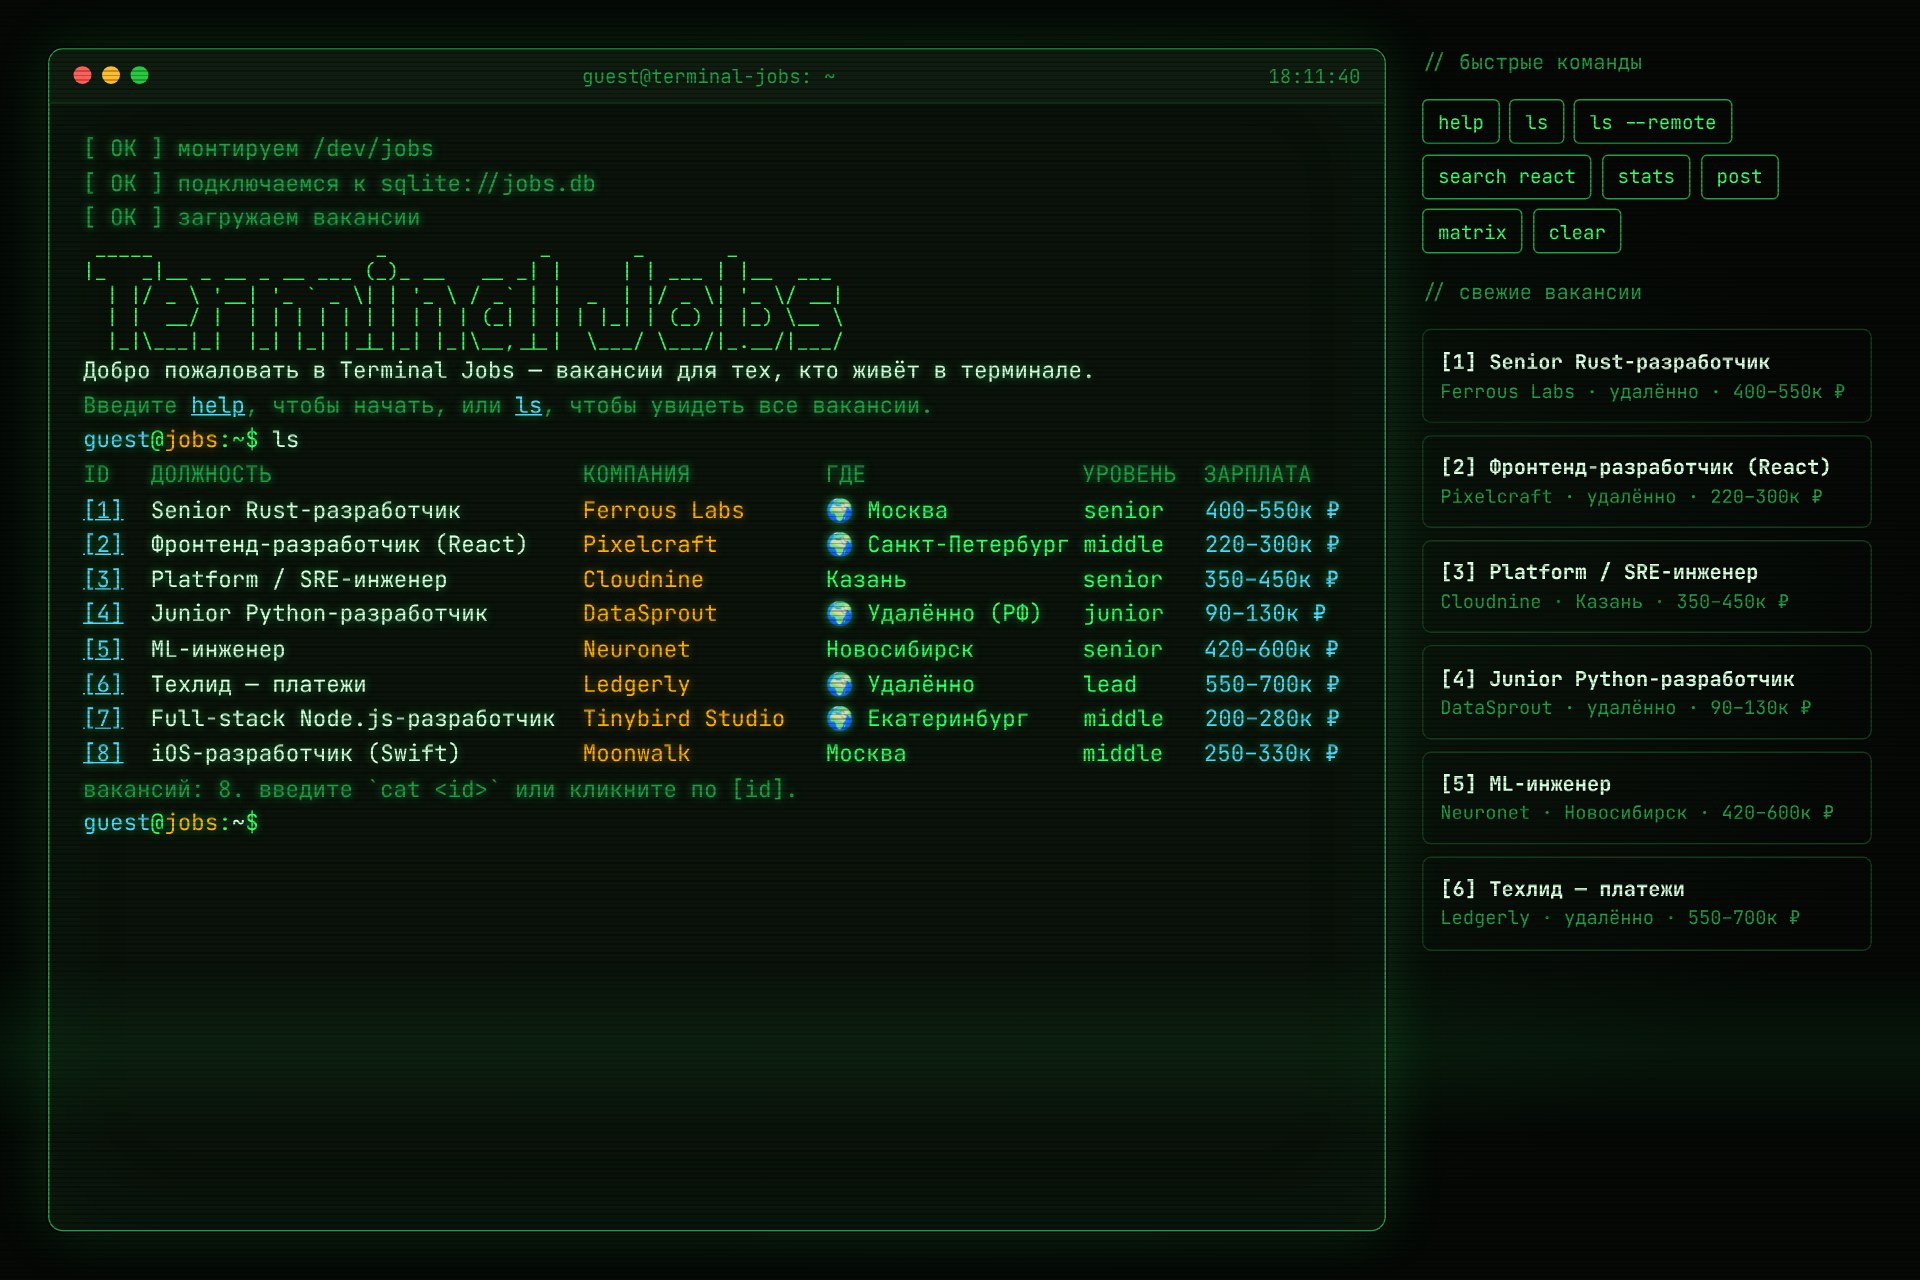 guest@terminal-jobs: ~
18:11:40
[ OK ] монтируем /dev/jobs
[ OK ] подключаемся к sqlite://jobs.db
[ OK ] загружаем вакансии
Terminal Jobs
Добро пожаловать в Terminal Jobs — вакансии для тех, кто живёт в терминале.
Введите help, чтобы начать, или ls, чтобы увидеть все вакансии.
guest@jobs:~$ ls
ID ДОЛЖНОСТЬ КОМПАНИЯ ГДЕ УРОВЕНЬ ЗАРПЛАТА
[1] Senior Rust-разработчик Ferrous Labs 🌍 Москва senior 400–550к ₽
[2] Фронтенд-разработчик (React) Pixelcraft 🌍 Санкт-Петербург middle 220–300к ₽
[3] Platform / SRE-инженер Cloudnine Казань senior 350–450к ₽
[4] Junior Python-разработчик DataSprout 🌍 Удалённо (РФ) junior 90–130к ₽
[5] ML-инженер Neuronet Новосибирск senior 420–600к ₽
[6] Техлид — платежи Ledgerly 🌍 Удалённо lead 550–700к ₽
[7] Full-stack Node.js-разработчик Tinybird Studio 🌍 Екатеринбург middle 200–280к ₽
[8] iOS-разработчик (Swift) Moonwalk Москва middle 250–330к ₽
вакансий: 8. введите `cat <id>` или кликните по [id].
guest@jobs:~$
// быстрые команды
help ls ls --remote
search react stats post
matrix clear
// свежие вакансии
[1] Senior Rust-разработчик
Ferrous Labs · удалённо · 400–550к ₽
[2] Фронтенд-разработчик (React)
Pixelcraft · удалённо · 220–300к ₽
[3] Platform / SRE-инженер
Cloudnine · Казань · 350–450к ₽
[4] Junior Python-разработчик
DataSprout · удалённо · 90–130к ₽
[5] ML-инженер
Neuronet · Новосибирск · 420–600к ₽
[6] Техлид — платежи
Ledgerly · удалённо · 550–700к ₽